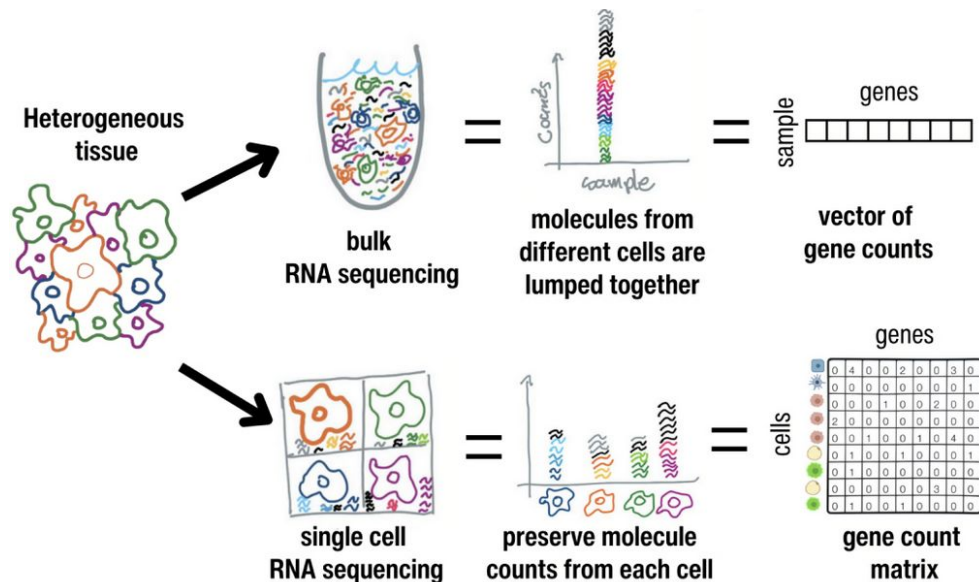 Heterogeneous
tissue
bulk
RNA sequencing
=
molecules from
different cells are
lumped together
=
sample
genes
vector of
gene counts
single cell
RNA sequencing
=
preserve molecule
counts from each cell
=
genes
cells
0 4 0 0 2 0 0 3 0
0 0 0 0 0 0 0 0 1
0 0 0 1 0 0 2 0 0
2 0 0 0 0 0 0 0 0
0 0 1 0 0 1 0 4 0
0 1 0 0 1 0 0 0 1
0 1 0 0 0 0 0 0 0
0 0 0 0 0 0 3 0 0
0 1 0 0 1 0 0 0 0
gene count
matrix